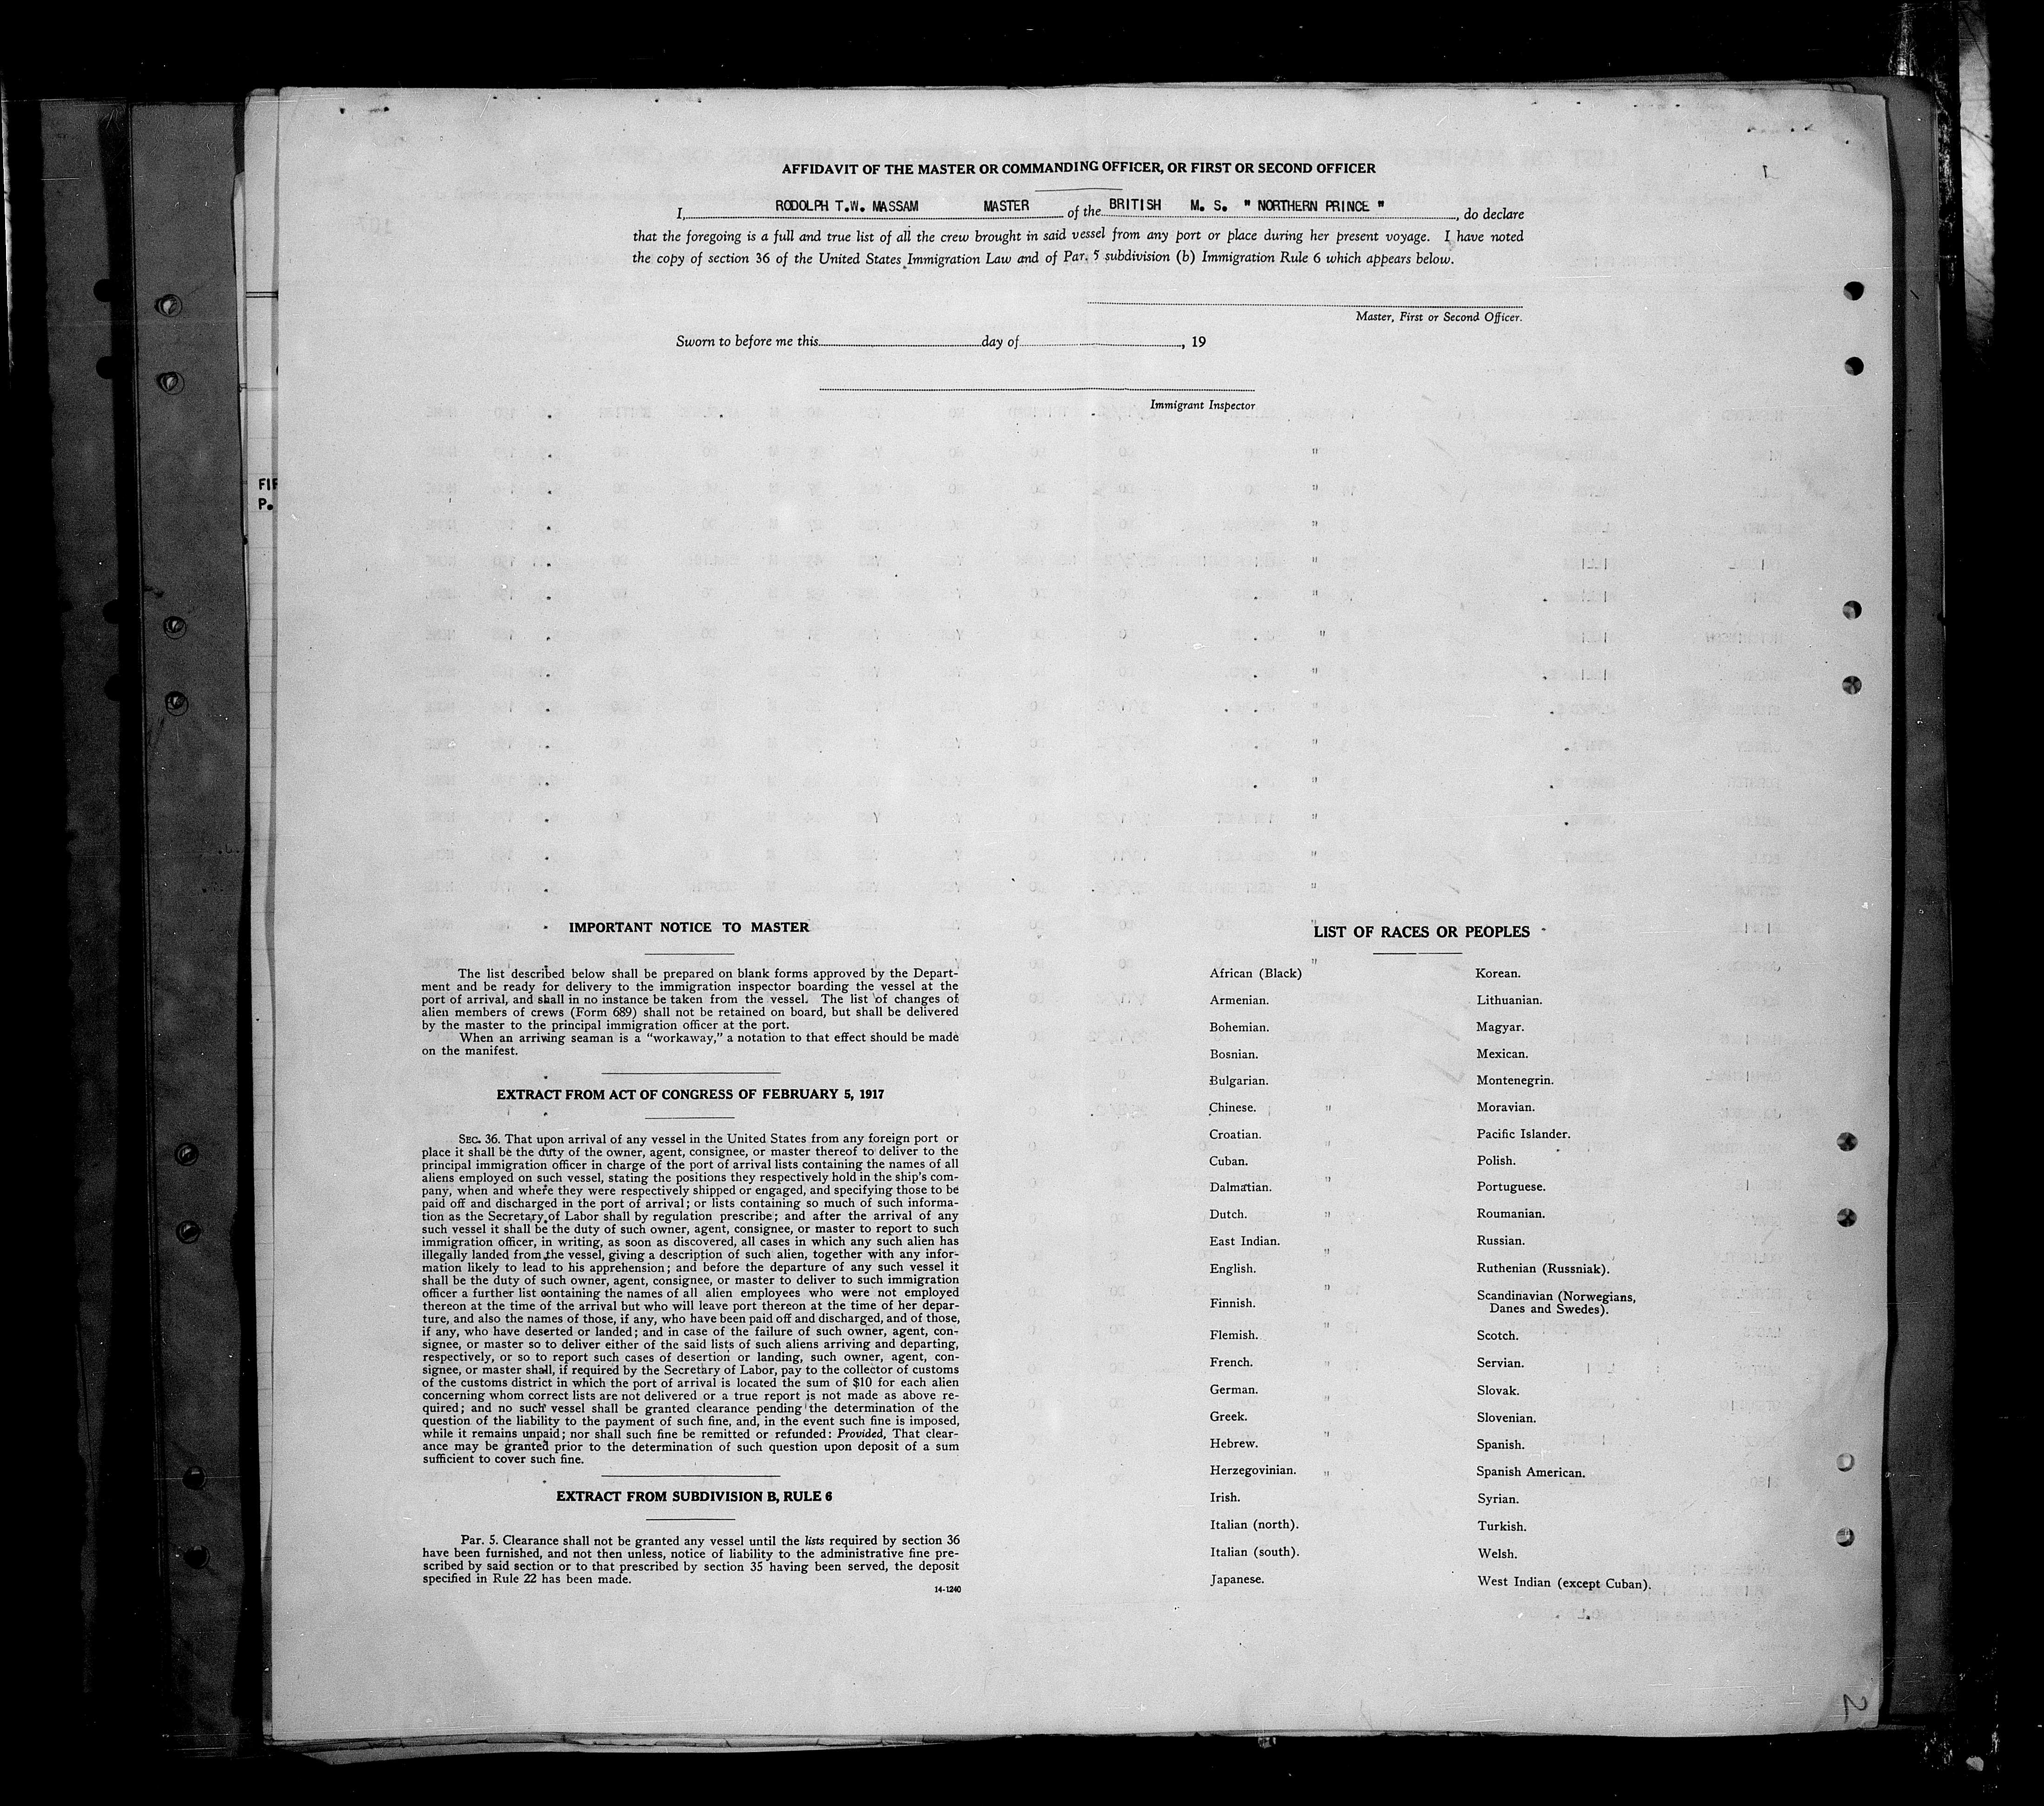 AFFIDAVIT OF THE MASTER OR COMMANDING OFFICER, OR FIRST OR SECOND OFFICER
I, RODOLPH T.W. MASSAM MASTER of the BRITISH M. S. " NORTHERN PRINCE ", do declare
that the foregoing is a full and true list of all the crew brought in said vessel from any port or place during her present voyage. I have noted
the copy of section 36 of the United States Immigration Law and of Par. 5 subdivision (b) Immigration Rule 6 which appears below.
Master, First or Second Officer.
Sworn to before me this day of , 19
Immigrant Inspector
FIF
P.
IMPORTANT NOTICE TO MASTER
The list described below shall be prepared on blank forms approved by the Depart-
ment and be ready for delivery to the immigration inspector boarding the vessel at the
port of arrival, and shall in no instance be taken from the vessel. The list of changes of
alien members of crews (Form 689) shall not be retained on board, but shall be delivered
by the master to the principal immigration officer at the port.
When an arriving seaman is a "workaway," a notation to that effect should be made
on the manifest.
EXTRACT FROM ACT OF CONGRESS OF FEBRUARY 5, 1917
SEC. 36. That upon arrival of any vessel in the United States from any foreign port or
place it shall be the duty of the owner, agent, consignee, or master thereof to deliver to the
principal immigration officer in charge of the port of arrival lists containing the names of all
aliens employed on such vessel, stating the positions they respectively hold in the ship's com-
pany, when and where they were respectively shipped or engaged, and specifying those to be
paid off and discharged in the port of arrival; or lists containing so much of such informa-
tion as the Secretary of Labor shall by regulation prescribe; and after the arrival of any
such vessel it shall be the duty of such owner, agent, consignee, or master to report to such
immigration officer, in writing, as soon as discovered, all cases in which any such alien has
illegally landed from the vessel, giving a description of such alien, together with any infor-
mation likely to lead to his apprehension; and before the departure of any such vessel it
shall be the duty of such owner, agent, consignee, or master to deliver to such immigration
officer a further list containing the names of all alien employees who were not employed
thereon at the time of the arrival but who will leave port thereon at the time of her depar-
ture, and also the names of those, if any, who have been paid off and discharged, and of those,
if any, who have deserted or landed; and in case of the failure of such owner, agent, con-
signee, or master so to deliver either of the said lists of such aliens arriving and departing,
respectively, or so to report such cases of desertion or landing, such owner, agent, con-
signee, or master shall, if required by the Secretary of Labor, pay to the collector of customs
of the customs district in which the port of arrival is located the sum of $10 for each alien
concerning whom correct lists are not delivered or a true report is not made as above re-
quired; and no such vessel shall be granted clearance pending the determination of the
question of the liability to the payment of such fine, and, in the event such fine is imposed,
while it remains unpaid; nor shall such fine be remitted or refunded: Provided, That clear-
ance may be granted prior to the determination of such question upon deposit of a sum
sufficient to cover such fine.
EXTRACT FROM SUBDIVISION B, RULE 6
Par. 5. Clearance shall not be granted any vessel until the lists required by section 36
have been furnished, and not then unless, notice of liability to the administrative fine pre-
scribed by said section or to that prescribed by section 35 having been served, the deposit
specified in Rule 22 has been made.
14-1240
LIST OF RACES OR PEOPLES
African (Black)
Armenian.
Bohemian.
Bosnian.
Bulgarian.
Chinese.
Croatian.
Cuban.
Dalmatian.
Dutch.
East Indian.
English.
Finnish.
Flemish.
French.
German.
Greek.
Hebrew.
Herzegovinian.
Irish.
Italian (north).
Italian (south).
Japanese.
Korean.
Lithuanian.
Magyar.
Mexican.
Montenegrin.
Moravian.
Pacific Islander.
Polish.
Portuguese.
Roumanian.
Russian.
Ruthenian (Russniak).
Scandinavian (Norwegians,
Danes and Swedes).
Scotch.
Servian.
Slovak.
Slovenian.
Spanish.
Spanish American.
Syrian.
Turkish.
Welsh.
West Indian (except Cuban).
2